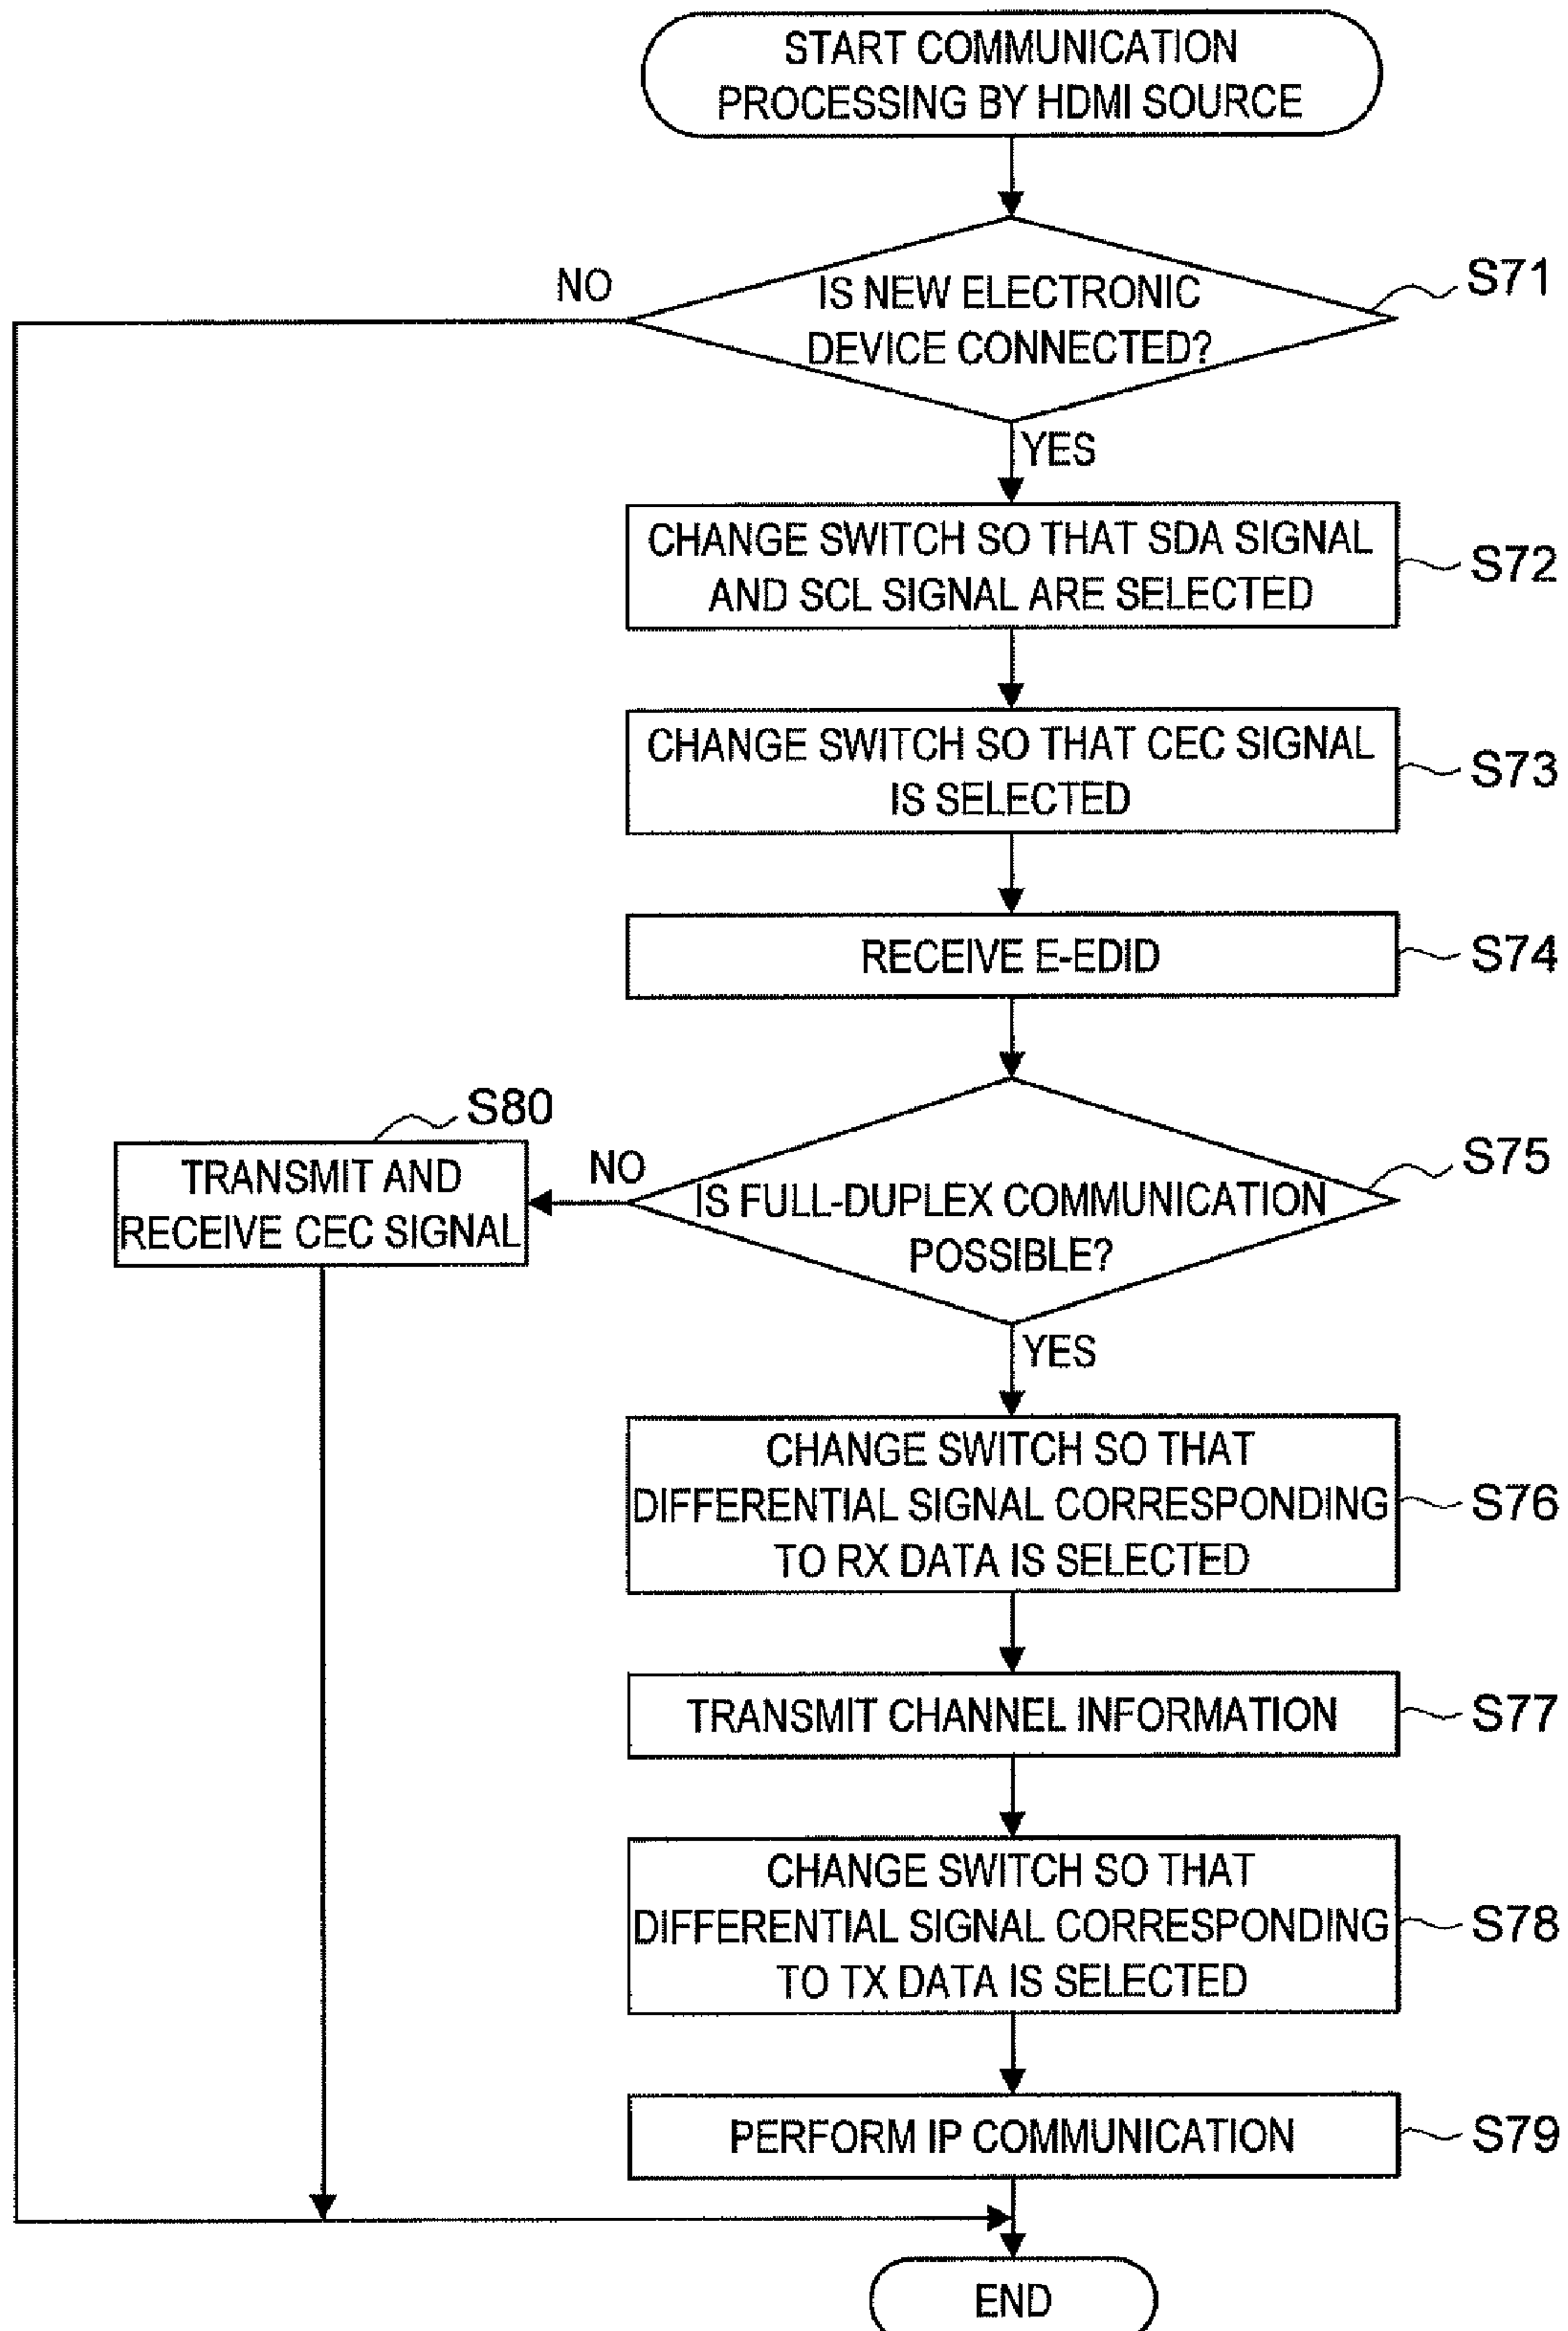 START COMMUNICATION
PROCESSING BY HDMI SOURCE
NO
IS NEW ELECTRONIC
DEVICE CONNECTED?
S71
YES
CHANGE SWITCH SO THAT SDA SIGNAL
AND SCL SIGNAL ARE SELECTED
S72
CHANGE SWITCH SO THAT CEC SIGNAL
IS SELECTED
S73
RECEIVE E-EDID
S74
S80
TRANSMIT AND
RECEIVE CEC SIGNAL
NO
IS FULL-DUPLEX COMMUNICATION
POSSIBLE?
S75
YES
CHANGE SWITCH SO THAT
DIFFERENTIAL SIGNAL CORRESPONDING
TO RX DATA IS SELECTED
S76
TRANSMIT CHANNEL INFORMATION
S77
CHANGE SWITCH SO THAT
DIFFERENTIAL SIGNAL CORRESPONDING
TO TX DATA IS SELECTED
S78
PERFORM IP COMMUNICATION
S79
END